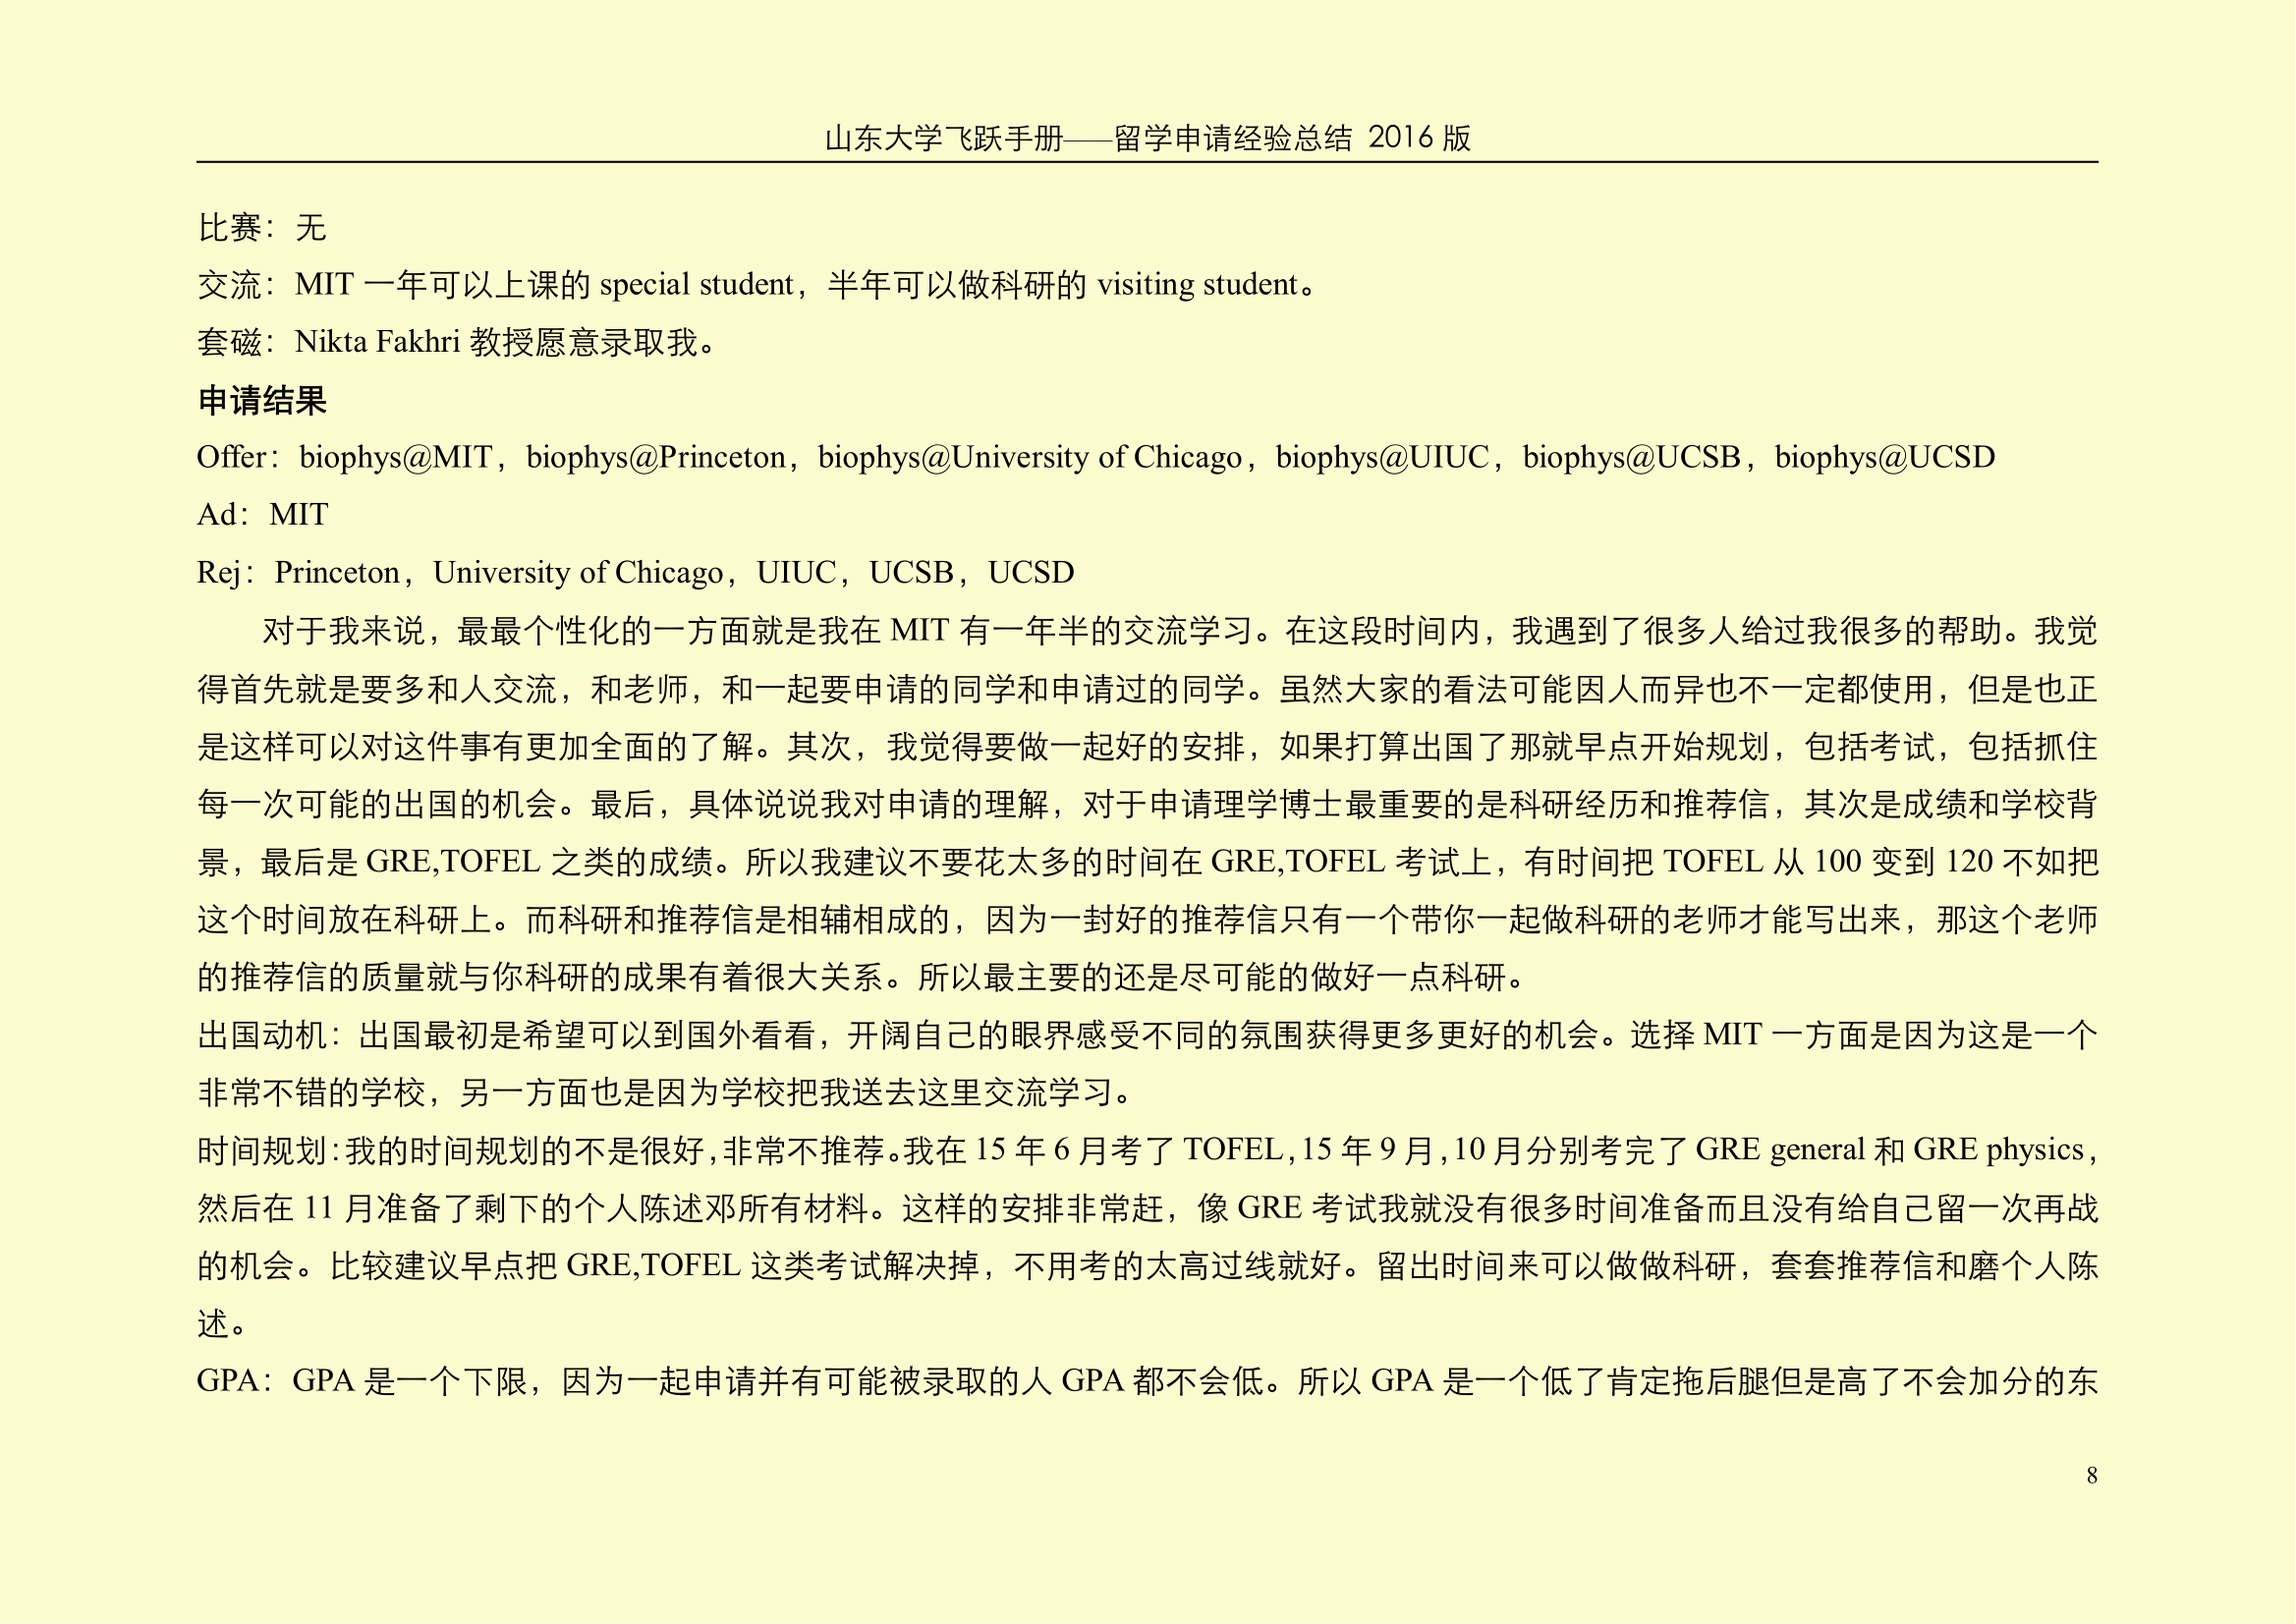 山东大学飞跃手册——留学申请经验总结 2016 版
比赛：无
交流：MIT 一年可以上课的 special student，半年可以做科研的 visiting student。
套磁：Nikta Fakhri 教授愿意录取我。
申请结果
Offer：biophys@MIT，biophys@Princeton，biophys@University of Chicago，biophys@UIUC，biophys@UCSB，biophys@UCSD
Ad：MIT
Rej：Princeton，University of Chicago，UIUC，UCSB，UCSD
对于我来说，最最个性化的一方面就是我在 MIT 有一年半的交流学习。在这段时间内，我遇到了很多人给过我很多的帮助。我觉
得首先就是要多和人交流，和老师，和一起要申请的同学和申请过的同学。虽然大家的看法可能因人而异也不一定都使用，但是也正
是这样可以对这件事有更加全面的了解。其次，我觉得要做一起好的安排，如果打算出国了那就早点开始规划，包括考试，包括抓住
每一次可能的出国的机会。最后，具体说说我对申请的理解，对于申请理学博士最重要的是科研经历和推荐信，其次是成绩和学校背
景，最后是 GRE,TOFEL 之类的成绩。所以我建议不要花太多的时间在 GRE,TOFEL 考试上，有时间把 TOFEL 从 100 变到 120 不如把
这个时间放在科研上。而科研和推荐信是相辅相成的，因为一封好的推荐信只有一个带你一起做科研的老师才能写出来，那这个老师
的推荐信的质量就与你科研的成果有着很大关系。所以最主要的还是尽可能的做好一点科研。
出国动机：出国最初是希望可以到国外看看，开阔自己的眼界感受不同的氛围获得更多更好的机会。选择 MIT 一方面是因为这是一个
非常不错的学校，另一方面也是因为学校把我送去这里交流学习。
时间规划：我的时间规划的不是很好，非常不推荐。我在 15 年 6 月考了 TOFEL，15 年 9 月，10 月分别考完了 GRE general 和 GRE physics，
然后在 11 月准备了剩下的个人陈述邓所有材料。这样的安排非常赶，像 GRE 考试我就没有很多时间准备而且没有给自己留一次再战
的机会。比较建议早点把 GRE,TOFEL 这类考试解决掉，不用考的太高过线就好。留出时间来可以做做科研，套套推荐信和磨个人陈
述。
GPA：GPA 是一个下限，因为一起申请并有可能被录取的人 GPA 都不会低。所以 GPA 是一个低了肯定拖后腿但是高了不会加分的东
8